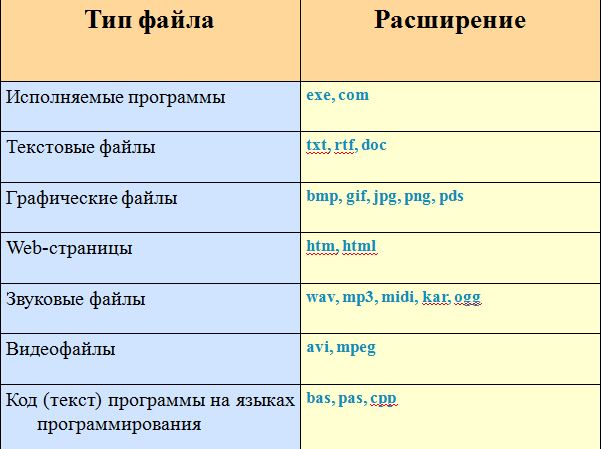 Тип файла Расширение
Исполняемые программы exe, com
Текстовые файлы txt, rtf, doc
Графические файлы bmp, gif, jpg, png, pds
Web-страницы htm, html
Звуковые файлы wav, mp3, midi, kar, ogg
Видеофайлы avi, mpeg
Код (текст) программы на языках bas, pas, cpp
программирования